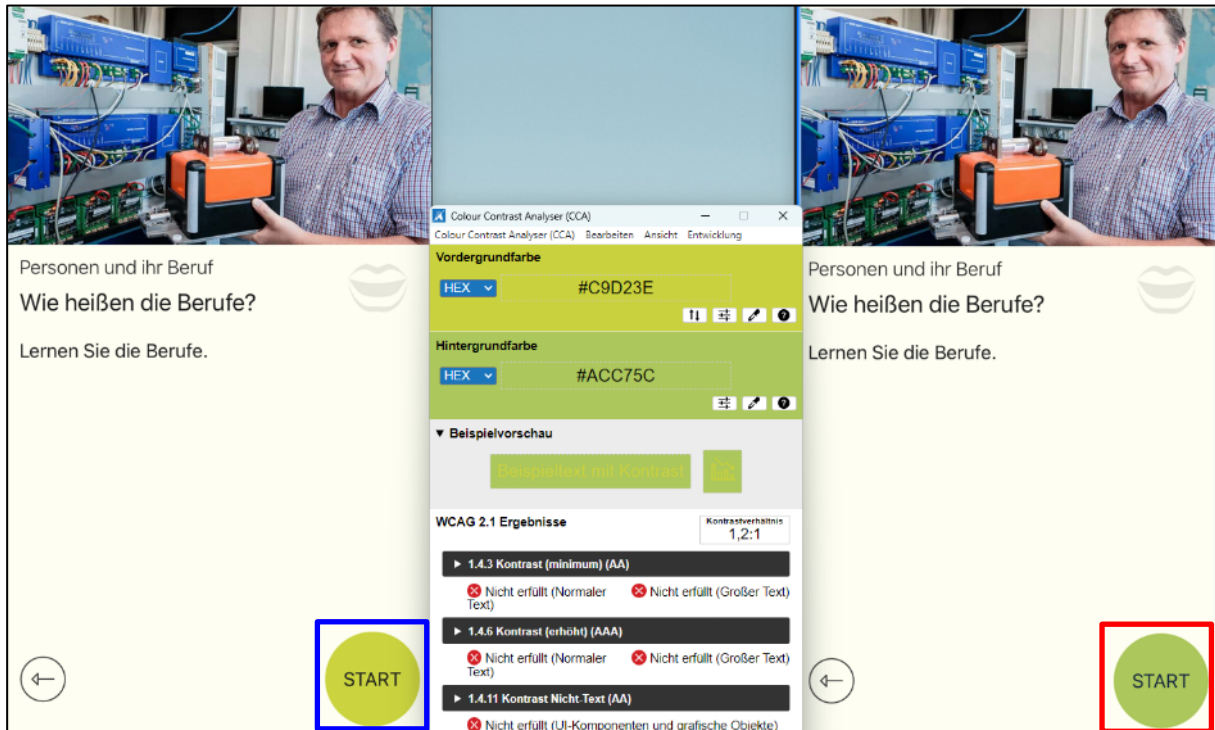 Personen und ihr Beruf
Wie heißen die Berufe?
Lernen Sie die Berufe.
START
Colour Contrast Analyser (CCA)
Colour Contrast Analyser (CCA) Bearbeiten Ansicht Entwicklung
Vordergrundfarbe
HEX #C9D23E
Hintergrundfarbe
HEX #ACC75C
Beispielvorschau
Beispieltext mit Kontrast
WCAG 2.1 Ergebnisse
Kontrastverhältnis
1,2:1
1.4.3 Kontrast (minimum) (AA)
Nicht erfüllt (Normaler Nicht erfüllt (Großer Text)
Text)
1.4.6 Kontrast (erhöht) (AAA)
Nicht erfüllt (Normaler Nicht erfüllt (Großer Text)
Text)
1.4.11 Kontrast Nicht-Text (AA)
Nicht erfüllt (UI-Komponenten und grafische Objekte)
Personen und ihr Beruf
Wie heißen die Berufe?
Lernen Sie die Berufe.
START